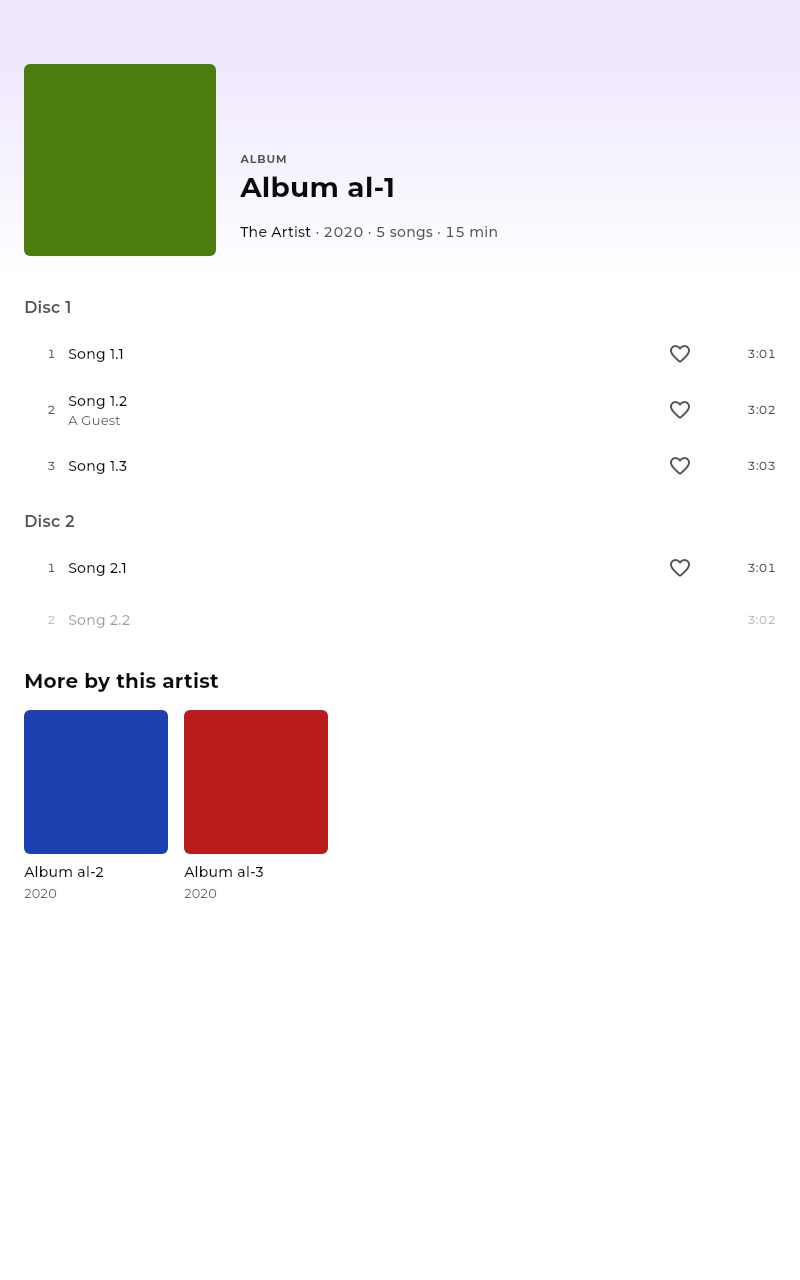 ALBUM
Album al-1
The Artist · 2020 · 5 songs · 15 min
Disc 1
1 Song 1.1 3:01
2 Song 1.2 3:02
A Guest
3 Song 1.3 3:03
Disc 2
1 Song 2.1 3:01
2 Song 2.2 3:02
More by this artist
Album al-2 Album al-3
2020 2020